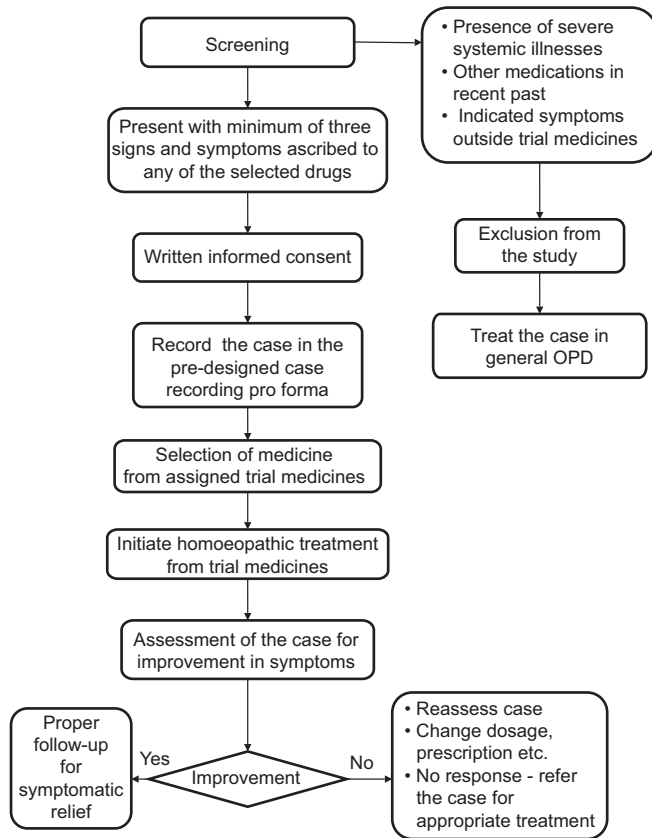 Screening
• Presence of severe
systemic illnesses
• Other medications in
recent past
• Indicated symptoms
outside trial medicines
Present with minimum of three
signs and symptoms ascribed to
any of the selected drugs
Written informed consent
Exclusion from
the study
Record the case in the
pre-designed case
recording pro forma
Treat the case in
general OPD
Selection of medicine
from assigned trial medicines
Initiate homoeopathic treatment
from trial medicines
Assessment of the case for
improvement in symptoms
Proper
follow-up
for
symptomatic
relief
Yes
Improvement
No
• Reassess case
• Change dosage,
prescription etc.
• No response - refer
the case for
appropriate treatment